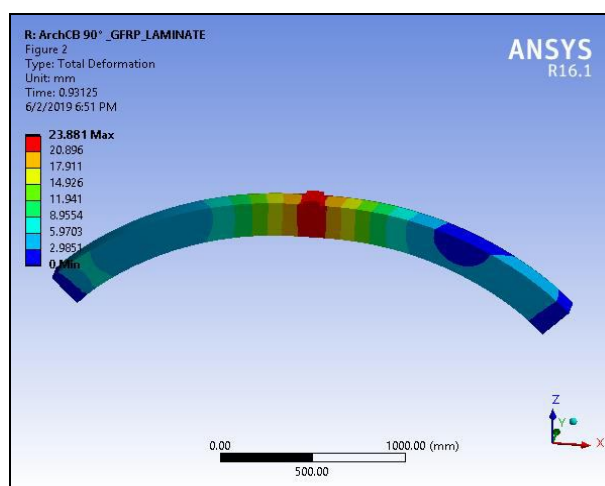 R: ArchCB 90° _GFRP_LAMINATE
Figure 2
Type: Total Deformation
Unit: mm
Time: 0.93125
6/2/2019 6:51 PM
ANSYS
R16.1
23.881 Max
20.896
17.911
14.926
11.941
8.9554
5.9703
2.9851
0 Min
0.00
1000.00 (mm)
500.00
Z
Y
X